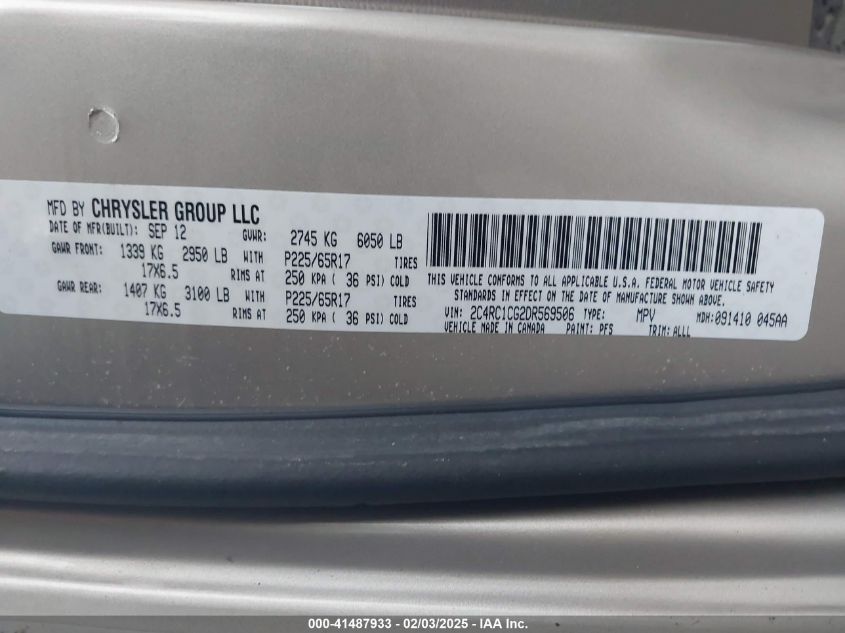 MFD BY CHRYSLER GROUP LLC
DATE OF MFR(BUILT): SEP 12 GVWR: 2745 KG 6050 LB
GAWR FRONT: 1339 KG 2950 LB WITH P225/65R17 TIRES
17X6.5 RIMS AT 250 KPA ( 36 PSI) COLD
GAWR REAR: 1407 KG 3100 LB WITH P225/65R17 TIRES
17X6.5 RIMS AT 250 KPA ( 36 PSI) COLD
THIS VEHICLE CONFORMS TO ALL APPLICABLE U.S.A. FEDERAL MOTOR VEHICLE SAFETY
STANDARDS IN EFFECT ON THE DATE OF MANUFACTURE SHOWN ABOVE.
VIN: 2C4RC1CG2DR569506 TYPE: MPV MDH:091410 045AA
VEHICLE MADE IN CANADA PAINT: PFS TRIM: ALLL
000-41487933 - 02/03/2025 - IAA Inc.